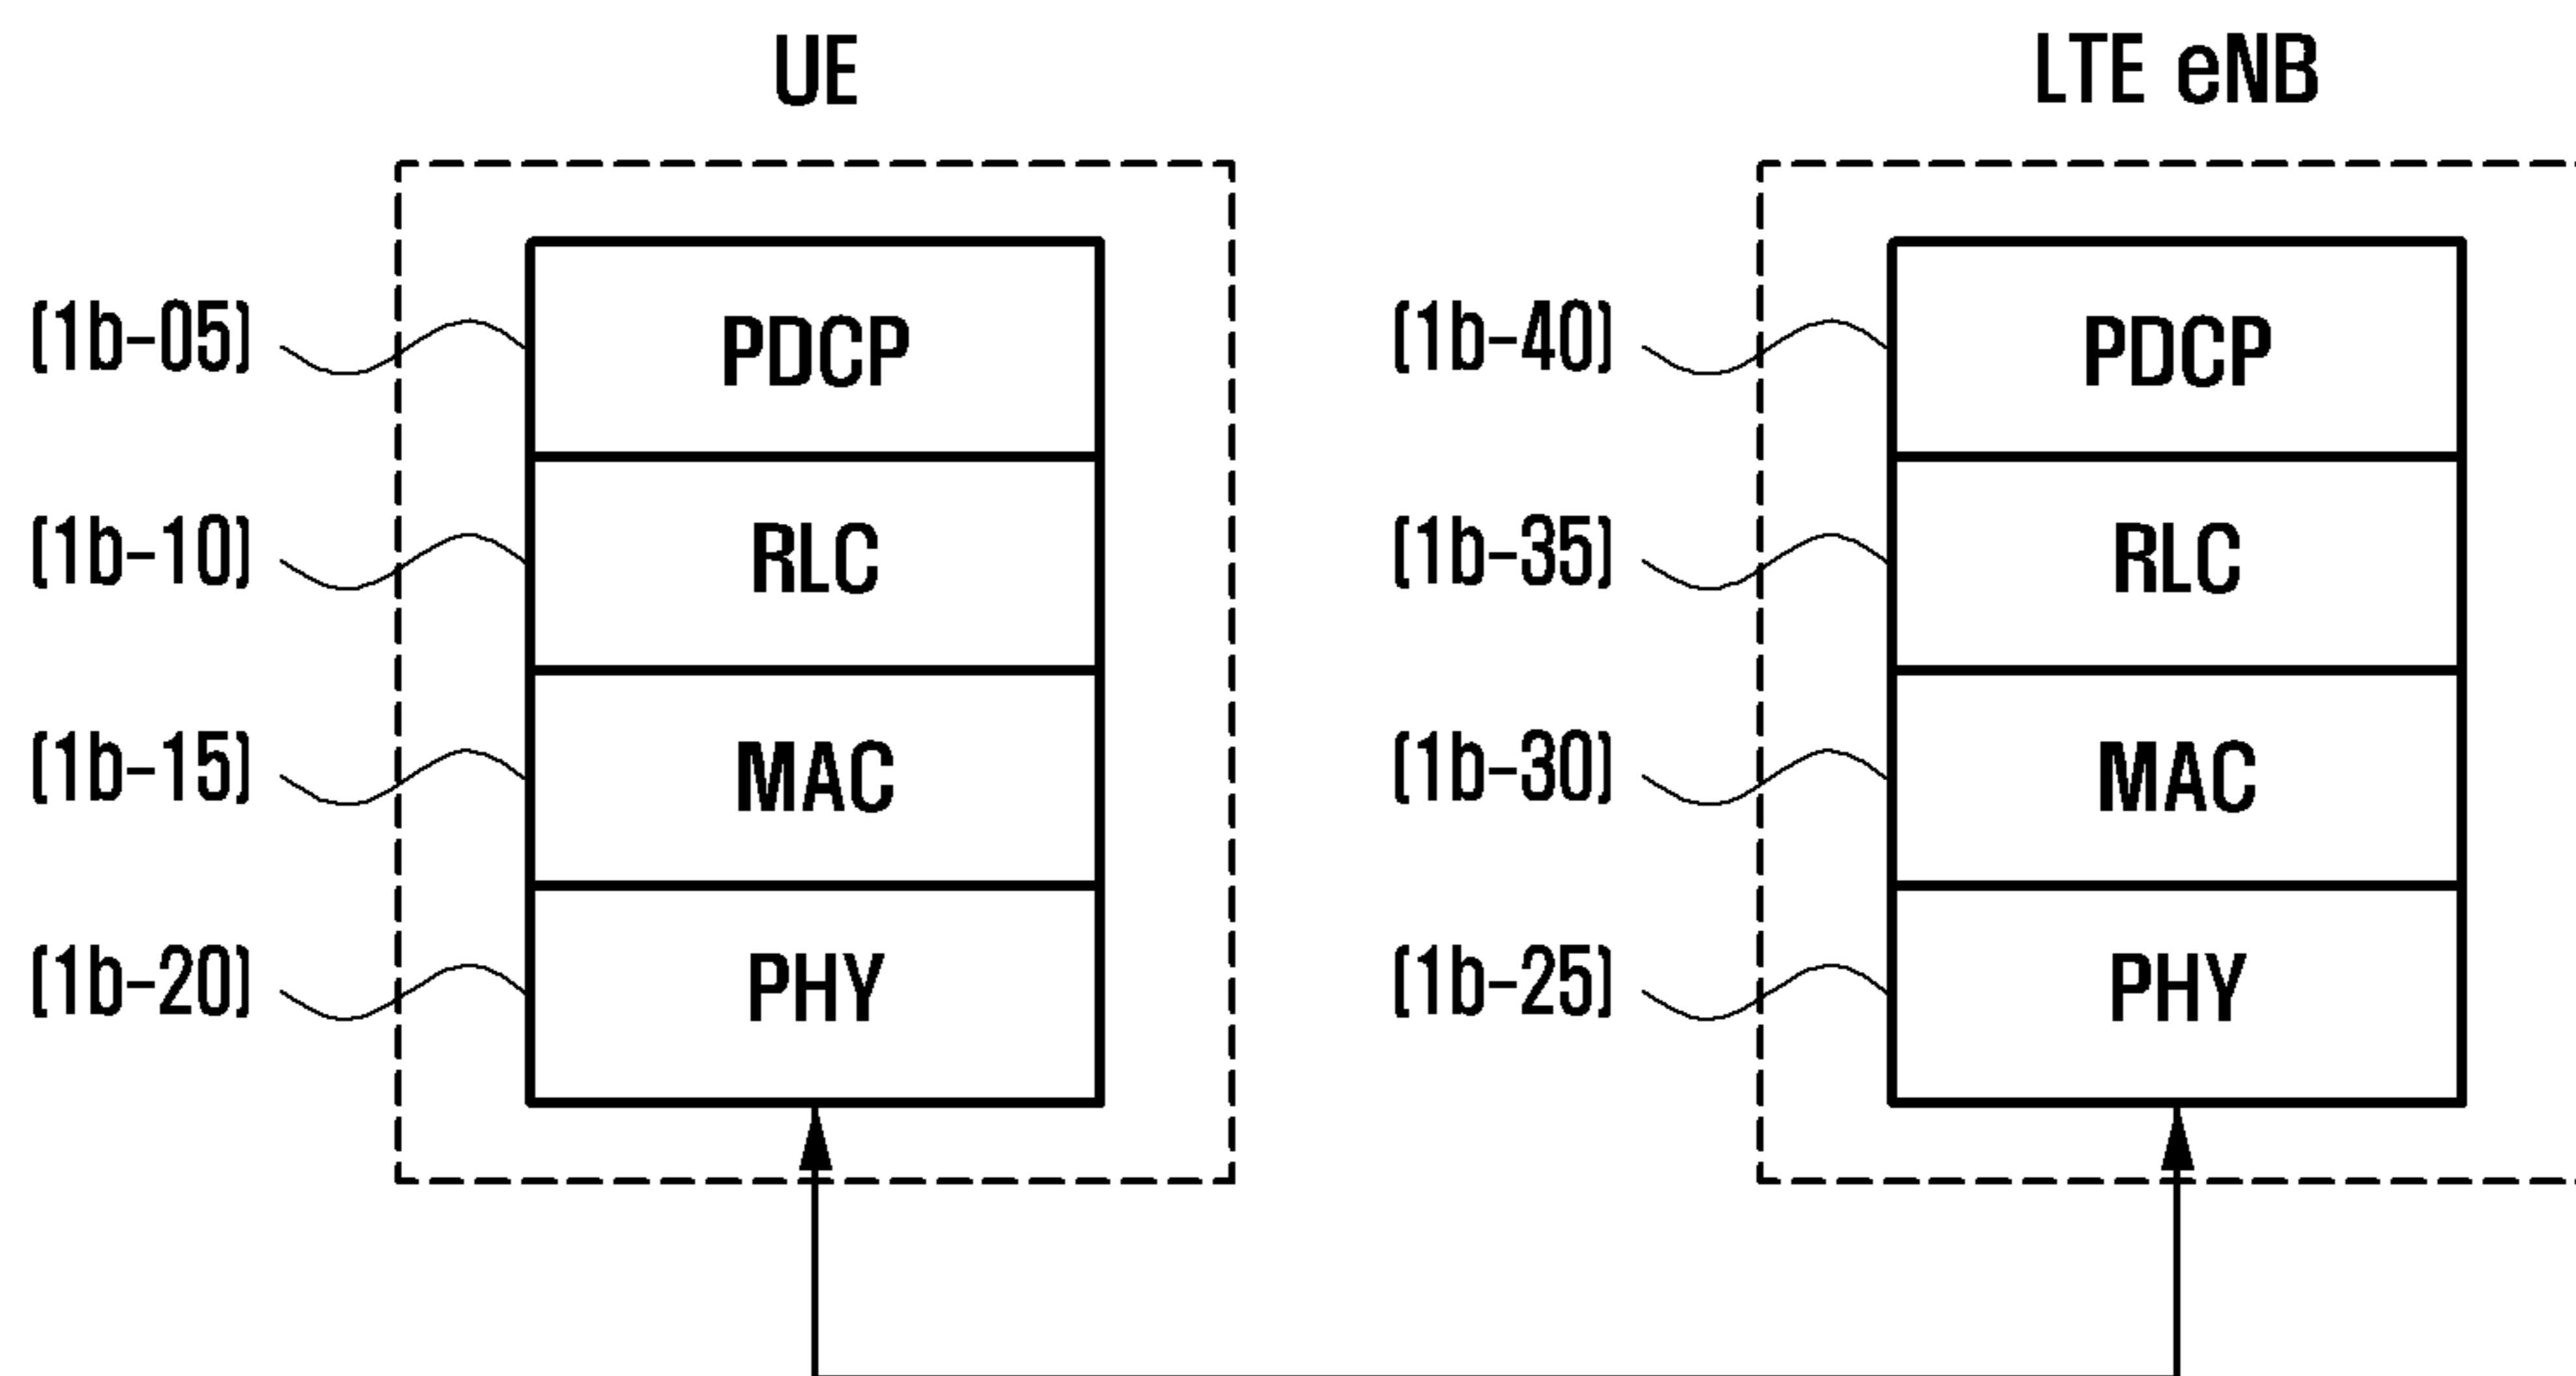 UE LTE eNB
(1b-05) PDCP (1b-40) PDCP
(1b-10) RLC (1b-35) RLC
(1b-15) MAC (1b-30) MAC
(1b-20) PHY (1b-25) PHY